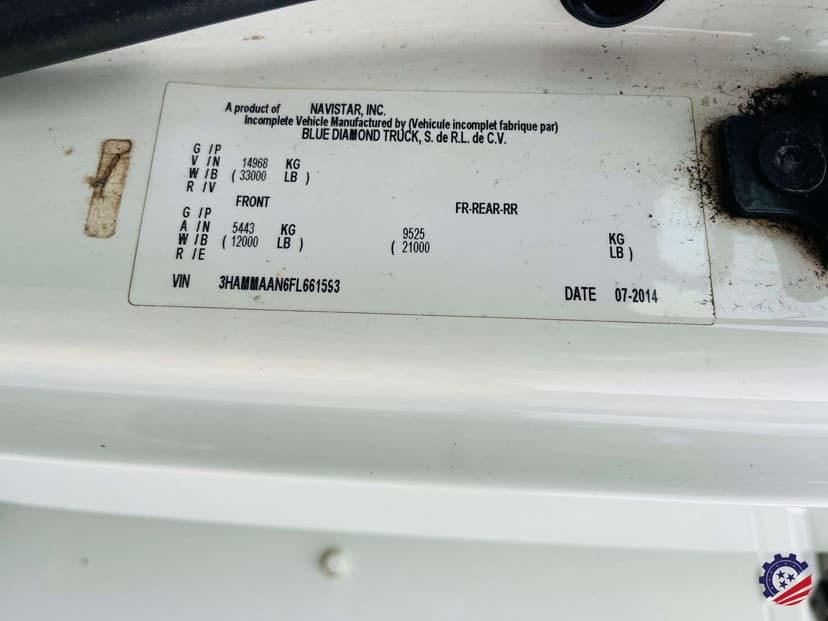 A product of NAVISTAR, INC.
Incomplete Vehicle Manufactured by (Vehicule incomplet fabrique par)
BLUE DIAMOND TRUCK, S. de R.L. de C.V.
G /P
V /N 14968 KG
W /B ( 33000 LB )
R /V
FRONT FR-REAR-RR
G /P
A /N 5443 KG 9525 KG
W /B ( 12000 LB ) ( 21000 LB )
R /E
VIN 3HAMMAAN6FL661593 DATE 07-2014